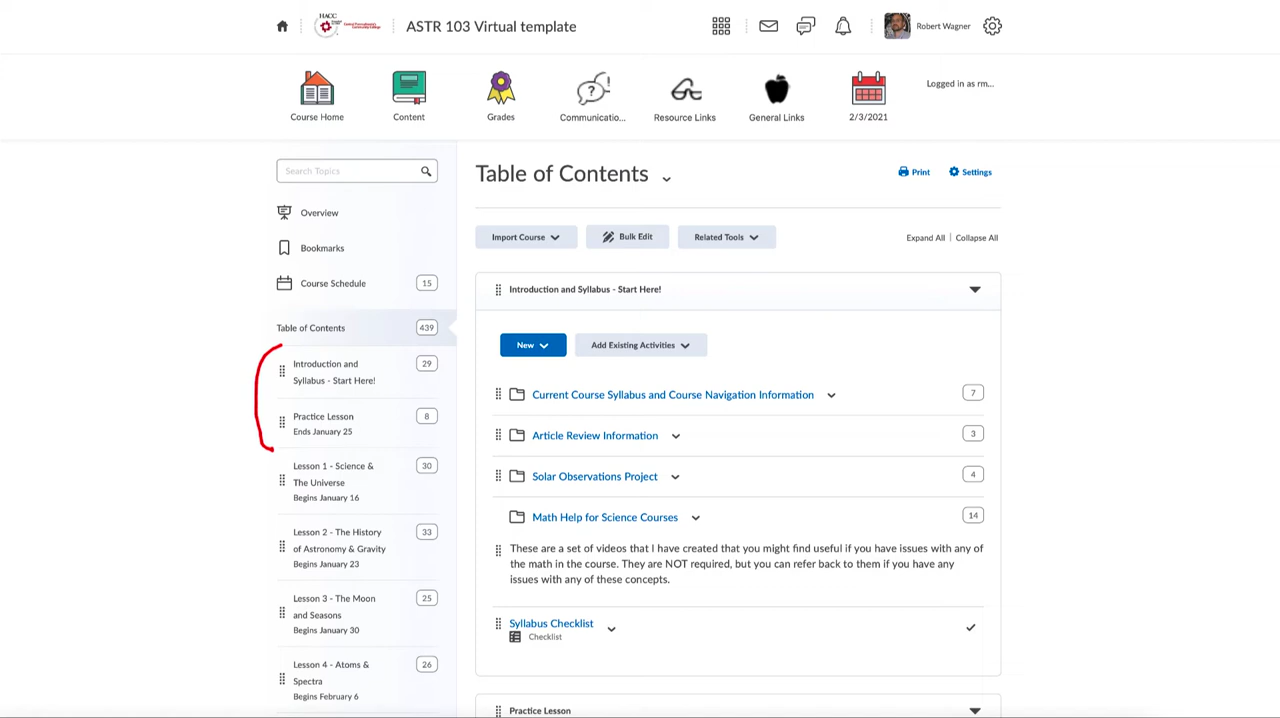 HACC
Central Pennsylvania's
Community College
ASTR 103 Virtual template
Robert Wagner
Course Home
Content
Grades
Communicatio...
Resource Links
General Links
2/3/2021
Logged in as rm...
Search Topics
Overview
Bookmarks
Course Schedule 15
Table of Contents 439
Introduction and
Syllabus - Start Here! 29
Practice Lesson 8
Ends January 25
Lesson 1 - Science & 30
The Universe
Begins January 16
Lesson 2 - The History 33
of Astronomy & Gravity
Begins January 23
Lesson 3 - The Moon 25
and Seasons
Begins January 30
Lesson 4 - Atoms & 26
Spectra
Begins February 6
Table of Contents
Print Settings
Import Course Bulk Edit Related Tools Expand All | Collapse All
Introduction and Syllabus - Start Here!
New Add Existing Activities
Current Course Syllabus and Course Navigation Information 7
Article Review Information 3
Solar Observations Project 4
Math Help for Science Courses 14
These are a set of videos that I have created that you might find useful if you have issues with any of
the math in the course. They are NOT required, but you can refer back to them if you have any
issues with any of these concepts.
Syllabus Checklist
Checklist
Practice Lesson